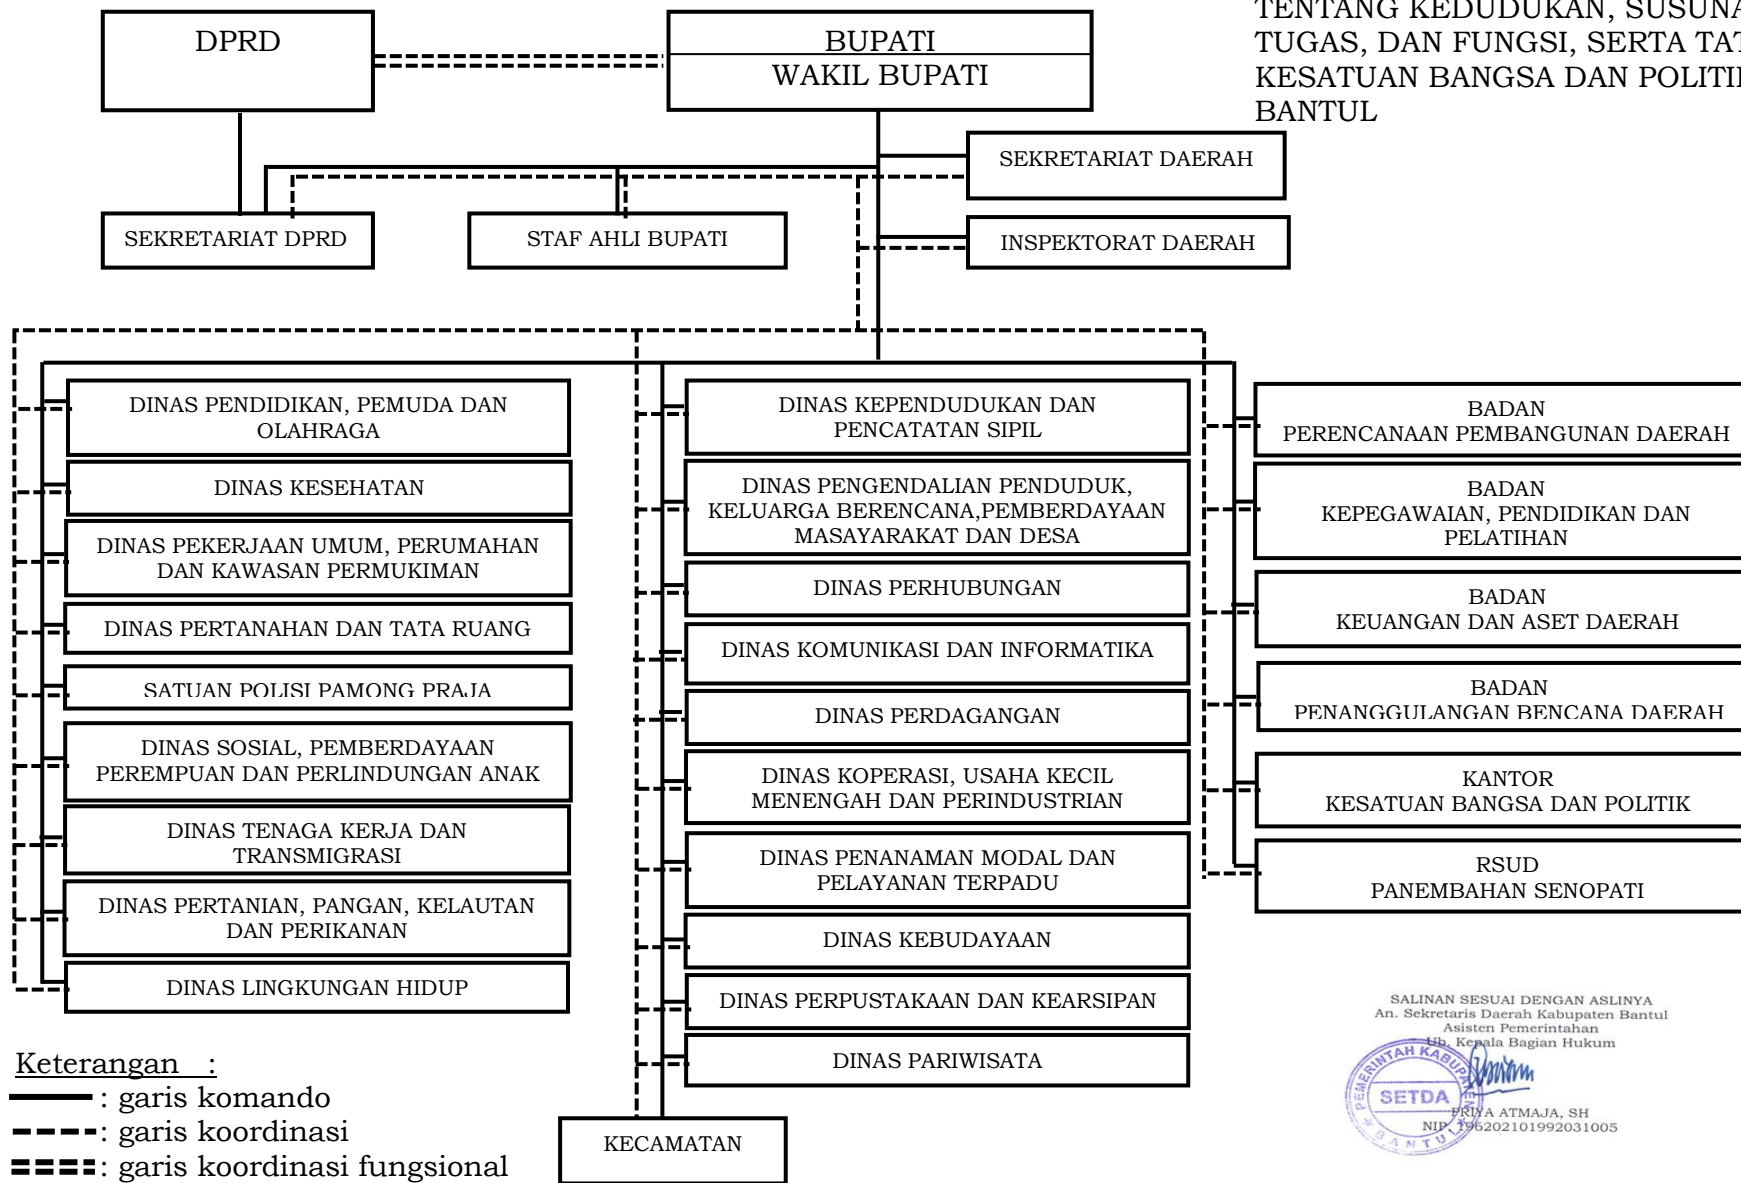 TENTANG KEDUDUKAN, SUSUNA
TUGAS, DAN FUNGSI, SERTA TAT
KESATUAN BANGSA DAN POLITIK
BANTUL
DPRD
BUPATI
WAKIL BUPATI
SEKRETARIAT DAERAH
SEKRETARIAT DPRD
STAF AHLI BUPATI
INSPEKTORAT DAERAH
DINAS PENDIDIKAN, PEMUDA DAN
OLAHRAGA
DINAS KESEHATAN
DINAS PEKERJAAN UMUM, PERUMAHAN
DAN KAWASAN PERMUKIMAN
DINAS PERTANAHAN DAN TATA RUANG
SATUAN POLISI PAMONG PRAJA
DINAS SOSIAL, PEMBERDAYAAN
PEREMPUAN DAN PERLINDUNGAN ANAK
DINAS TENAGA KERJA DAN
TRANSMIGRASI
DINAS PERTANIAN, PANGAN, KELAUTAN
DAN PERIKANAN
DINAS LINGKUNGAN HIDUP
DINAS KEPENDUDUKAN DAN
PENCATATAN SIPIL
DINAS PENGENDALIAN PENDUDUK,
KELUARGA BERENCANA,PEMBERDAYAAN
MASAYARAKAT DAN DESA
DINAS PERHUBUNGAN
DINAS KOMUNIKASI DAN INFORMATIKA
DINAS PERDAGANGAN
DINAS KOPERASI, USAHA KECIL
MENENGAH DAN PERINDUSTRIAN
DINAS PENANAMAN MODAL DAN
PELAYANAN TERPADU
DINAS KEBUDAYAAN
DINAS PERPUSTAKAAN DAN KEARSIPAN
DINAS PARIWISATA
KECAMATAN
BADAN
PERENCANAAN PEMBANGUNAN DAERAH
BADAN
KEPEGAWAIAN, PENDIDIKAN DAN
PELATIHAN
BADAN
KEUANGAN DAN ASET DAERAH
BADAN
PENANGGULANGAN BENCANA DAERAH
KANTOR
KESATUAN BANGSA DAN POLITIK
RSUD
PANEMBAHAN SENOPATI
Keterangan :
: garis komando
: garis koordinasi
: garis koordinasi fungsional
SALINAN SESUAI DENGAN ASLINYA
An. Sekretaris Daerah Kabupaten Bantul
Asisten Pemerintahan
Ub. Kepala Bagian Hukum
PEMERINTAH KABUPATEN
SETDA
BANTUL
PRIYA ATMAJA, SH
NIP. 196202101992031005